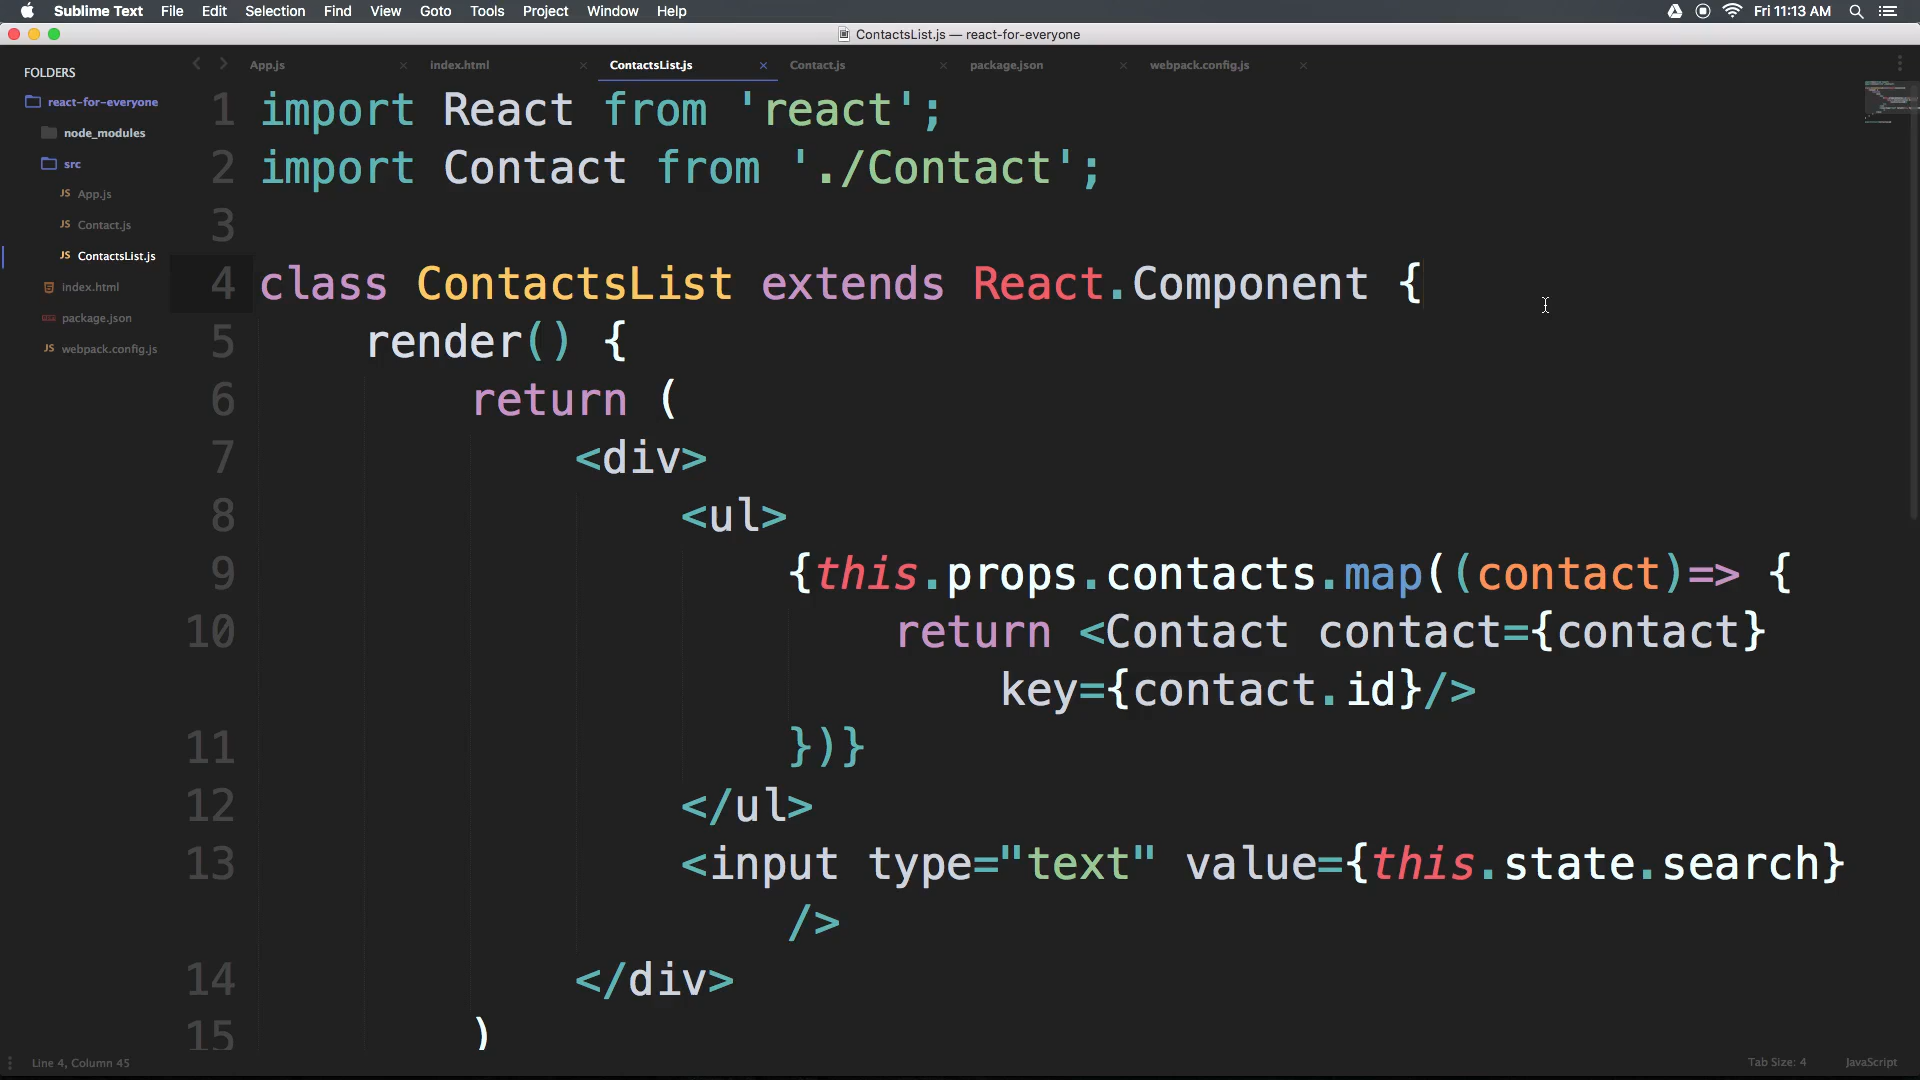 Sublime Text File Edit Selection Find View Goto Tools Project Window Help Fri 11:13 AM
ContactsList.js — react-for-everyone
FOLDERS
react-for-everyone
node_modules
src
JS App.js
JS Contact.js
JS ContactsList.js
index.html
package.json
JS webpack.config.js
App.js × index.html × ContactsList.js × Contact.js × package.json × webpack.config.js ×
1 import React from 'react';
2 import Contact from './Contact';
3
4 class ContactsList extends React.Component {
5 render() {
6 return (
7 <div>
8 <ul>
9 {this.props.contacts.map((contact)=> {
10 return <Contact contact={contact}
key={contact.id}/>
11 })}
12 </ul>
13 <input type="text" value={this.state.search}
/>
14 </div>
15 )
Line 4, Column 45 Tab Size: 4 JavaScript